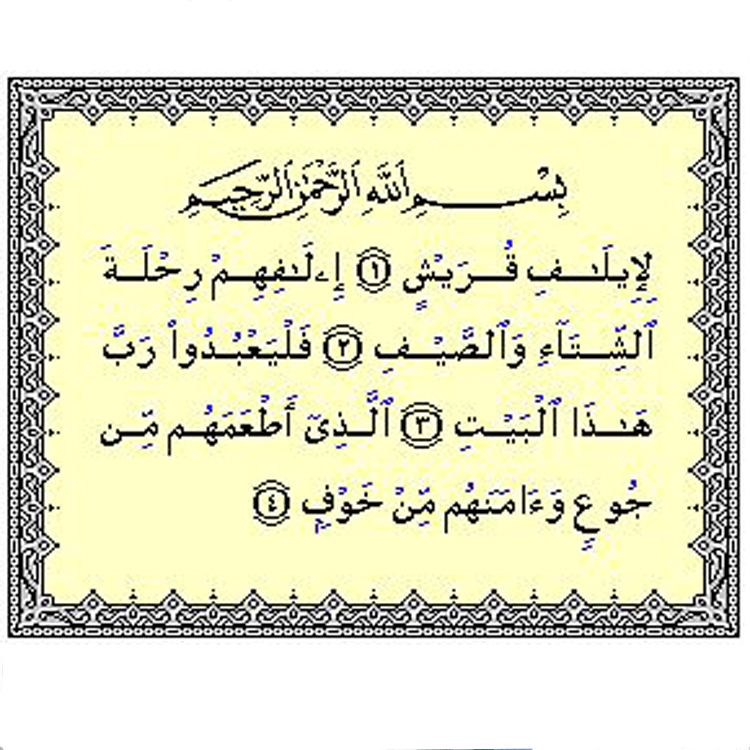 بِسْمِ ٱللَّهِ ٱلرَّحْمَٰنِ ٱلرَّحِيمِ
لِإِيلَـٰفِ قُرَيْشٍ ١ إِۦلَـٰفِهِمْ رِحْلَةَ
ٱلشِّتَآءِ وَٱلصَّيْفِ ٢ فَلْيَعْبُدُوا۟ رَبَّ
هَـٰذَا ٱلْبَيْتِ ٣ ٱلَّذِىٓ أَطْعَمَهُم مِّن
جُوعٍ وَءَامَنَهُم مِّنْ خَوْفٍ ٤